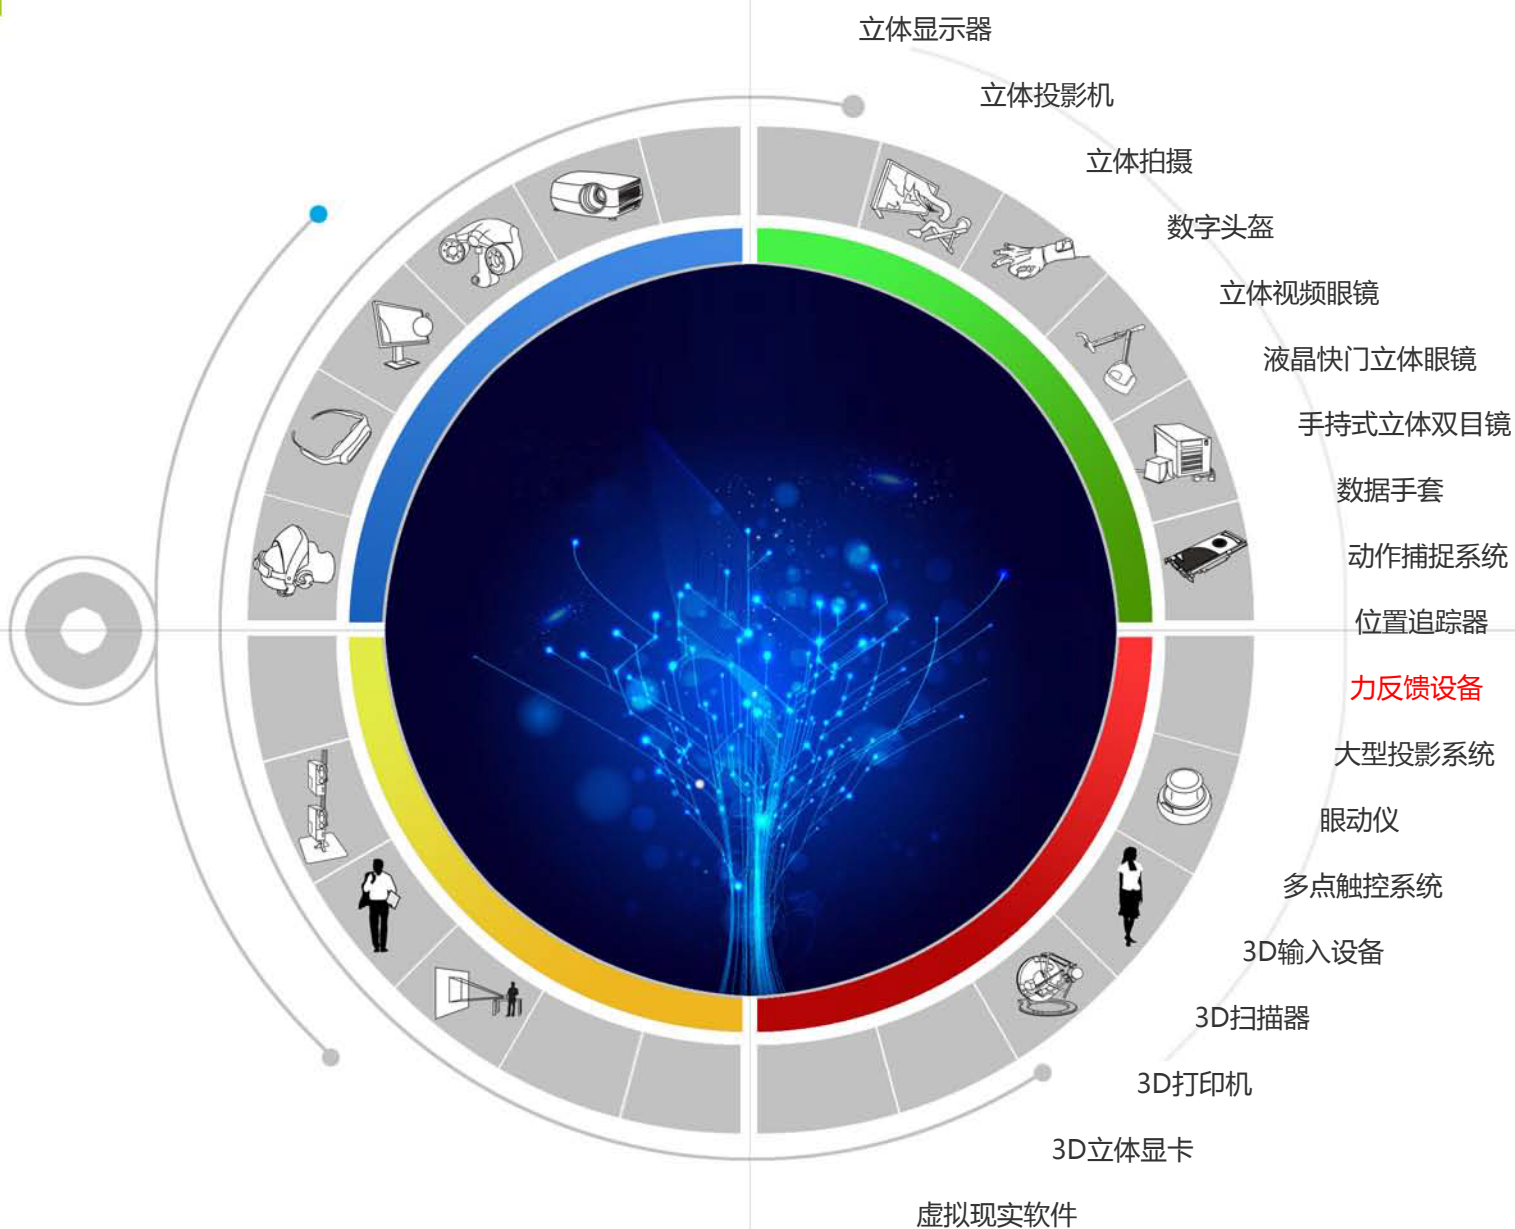 立体显示器
立体投影机
立体拍摄
数字头盔
立体视频眼镜
液晶快门立体眼镜
手持式立体双目镜
数据手套
动作捕捉系统
位置追踪器
力反馈设备
大型投影系统
眼动仪
多点触控系统
3D输入设备
3D扫描器
3D打印机
3D立体显卡
虚拟现实软件